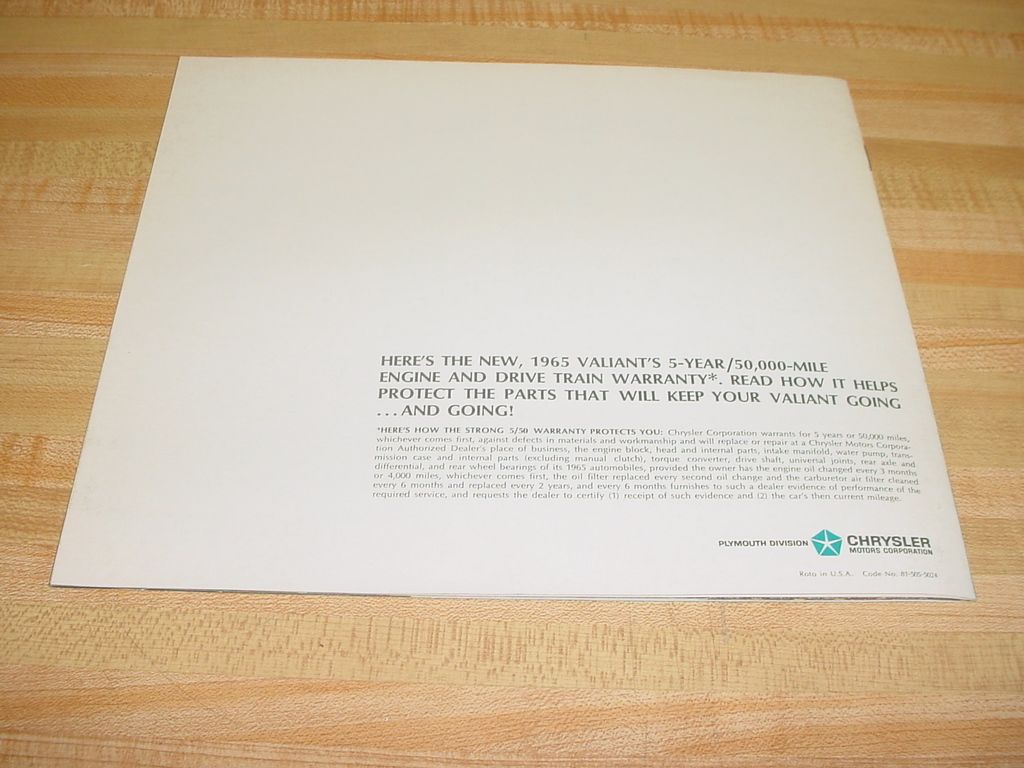 HERE'S THE NEW, 1965 VALIANT'S 5-YEAR/50,000-MILE
ENGINE AND DRIVE TRAIN WARRANTY*. READ HOW IT HELPS
PROTECT THE PARTS THAT WILL KEEP YOUR VALIANT GOING
...AND GOING!
*HERE'S HOW THE STRONG 5/50 WARRANTY PROTECTS YOU: Chrysler Corporation warrants for 5 years or 50,000 miles,
whichever comes first, against defects in materials and workmanship and will replace or repair at a Chrysler Motors Corpora-
tion Authorized Dealer's place of business, the engine block, head and internal parts, intake manifold, water pump, trans-
mission case and internal parts (excluding manual clutch), torque converter, drive shaft, universal joints, rear axle and
differential, and rear wheel bearings of its 1965 automobiles, provided the owner has the engine oil changed every 3 months
or 4,000 miles, whichever comes first, the oil filter replaced every second oil change and the carburetor air filter cleaned
every 6 months and replaced every 2 years, and every 6 months furnishes to such a dealer evidence of performance of the
required service, and requests the dealer to certify (1) receipt of such evidence and (2) the car's then current mileage.
PLYMOUTH DIVISION CHRYSLER
MOTORS CORPORATION
Roto in U.S.A. Code No. 81-505-5024